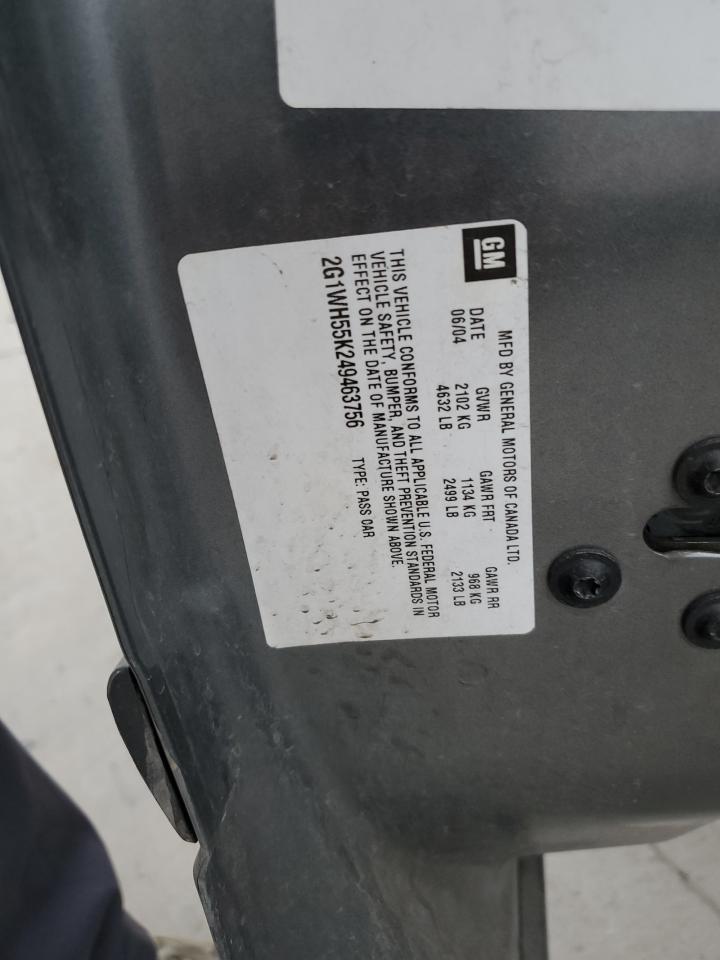 GM
MFD BY GENERAL MOTORS OF CANADA LTD.
DATE GVWR GAWR FRT GAWR RR
06/04 2102 KG 1134 KG 968 KG
4632 LB 2499 LB 2133 LB
THIS VEHICLE CONFORMS TO ALL APPLICABLE U.S. FEDERAL MOTOR
VEHICLE SAFETY, BUMPER, AND THEFT PREVENTION STANDARDS IN
EFFECT ON THE DATE OF MANUFACTURE SHOWN ABOVE.
2G1WH55K249463756 TYPE: PASS CAR